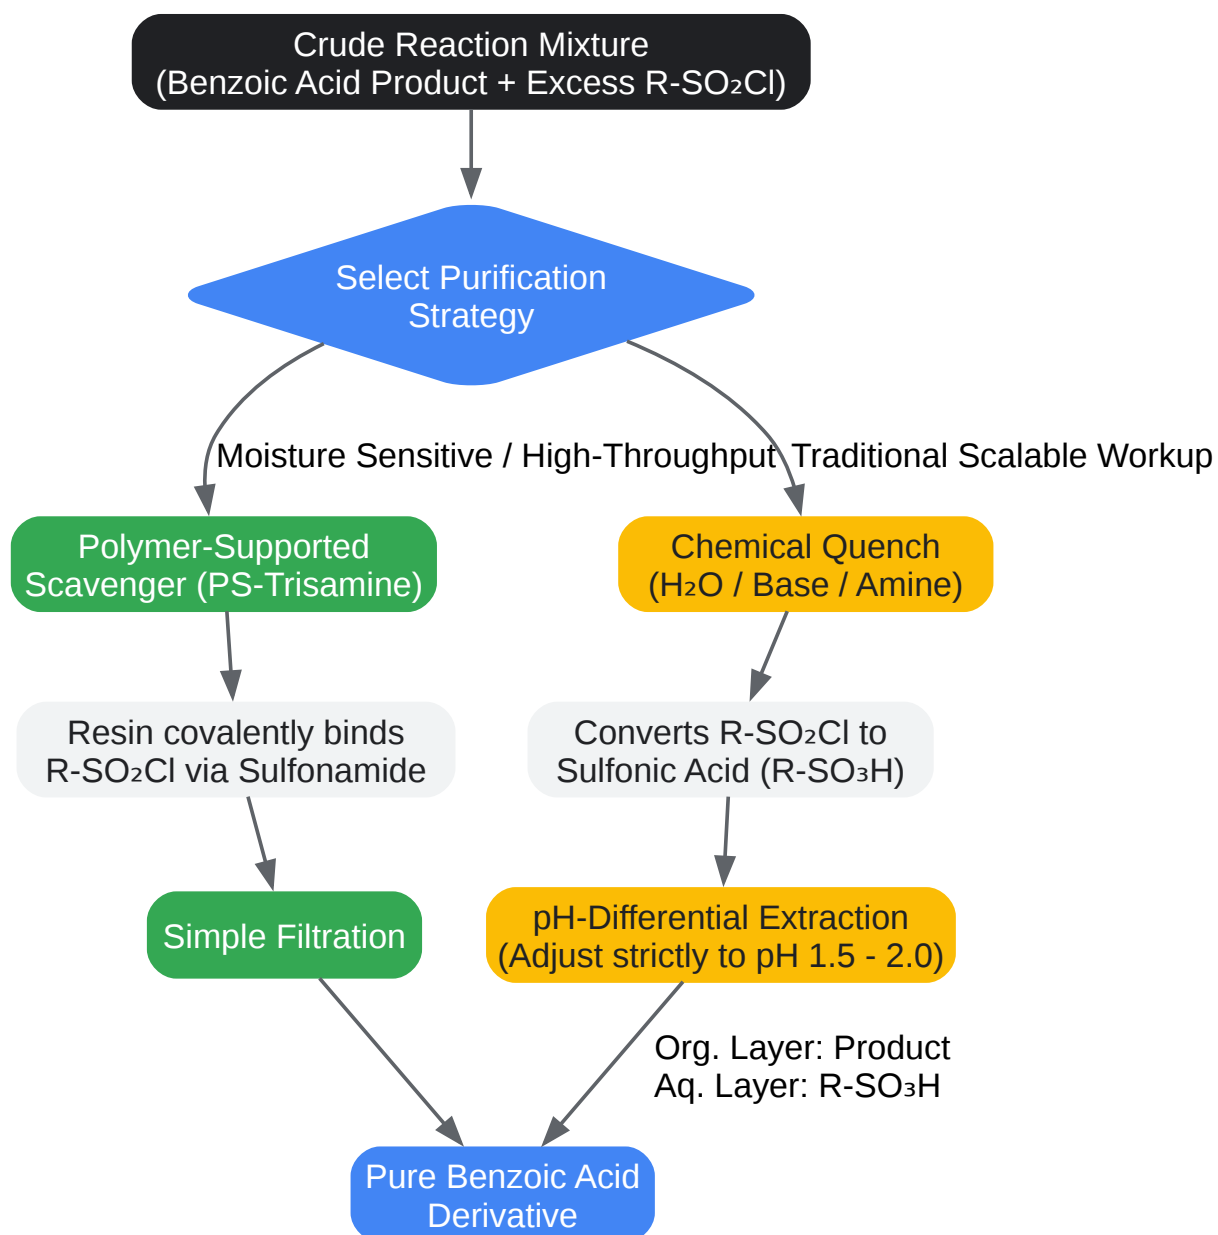 Crude Reaction Mixture
(Benzoic Acid Product + Excess R-SO₂Cl)
Select Purification
Strategy
Moisture Sensitive / High-Throughput
Traditional Scalable Workup
Polymer-Supported
Scavenger (PS-Trisamine)
Chemical Quench
(H₂O / Base / Amine)
Resin covalently binds
R-SO₂Cl via Sulfonamide
Converts R-SO₂Cl to
Sulfonic Acid (R-SO₃H)
Simple Filtration
pH-Differential Extraction
(Adjust strictly to pH 1.5 - 2.0)
Org. Layer: Product
Aq. Layer: R-SO₃H
Pure Benzoic Acid
Derivative